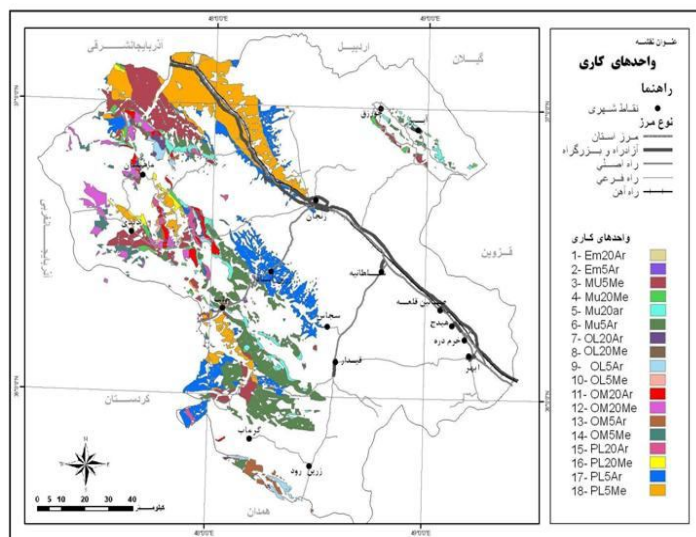 عنوان نقشه
واحدهای کاری
راهنما
نقاط شهری
نوع مرز
مرز استان
آزادراه و بزرگراه
راه اصلی
راه فرعی
راه آهن
واحدهای کاری
1- Em20Ar
2- Em5Ar
3- MU5Me
4- Mu20Me
5- Mu20ar
6- Mu5Ar
7- OL20Ar
8- OL20Me
9- OL5Ar
10- OL5Me
11- OM20Ar
12- OM20Me
13- OM5Ar
14- OM5Me
15- PL20Ar
16- PL20Me
17- PL5Ar
18- PL5Me
آذربایجانشرقی
اردبیل
گیلان
زنجان
قزوین
سلطانیه
هیدج
خرم دره
ابهر
سجاس
قیدار
کردستان
گرماب
زرین رود
همدان
0 5 10 20 30 40
کیلومتر